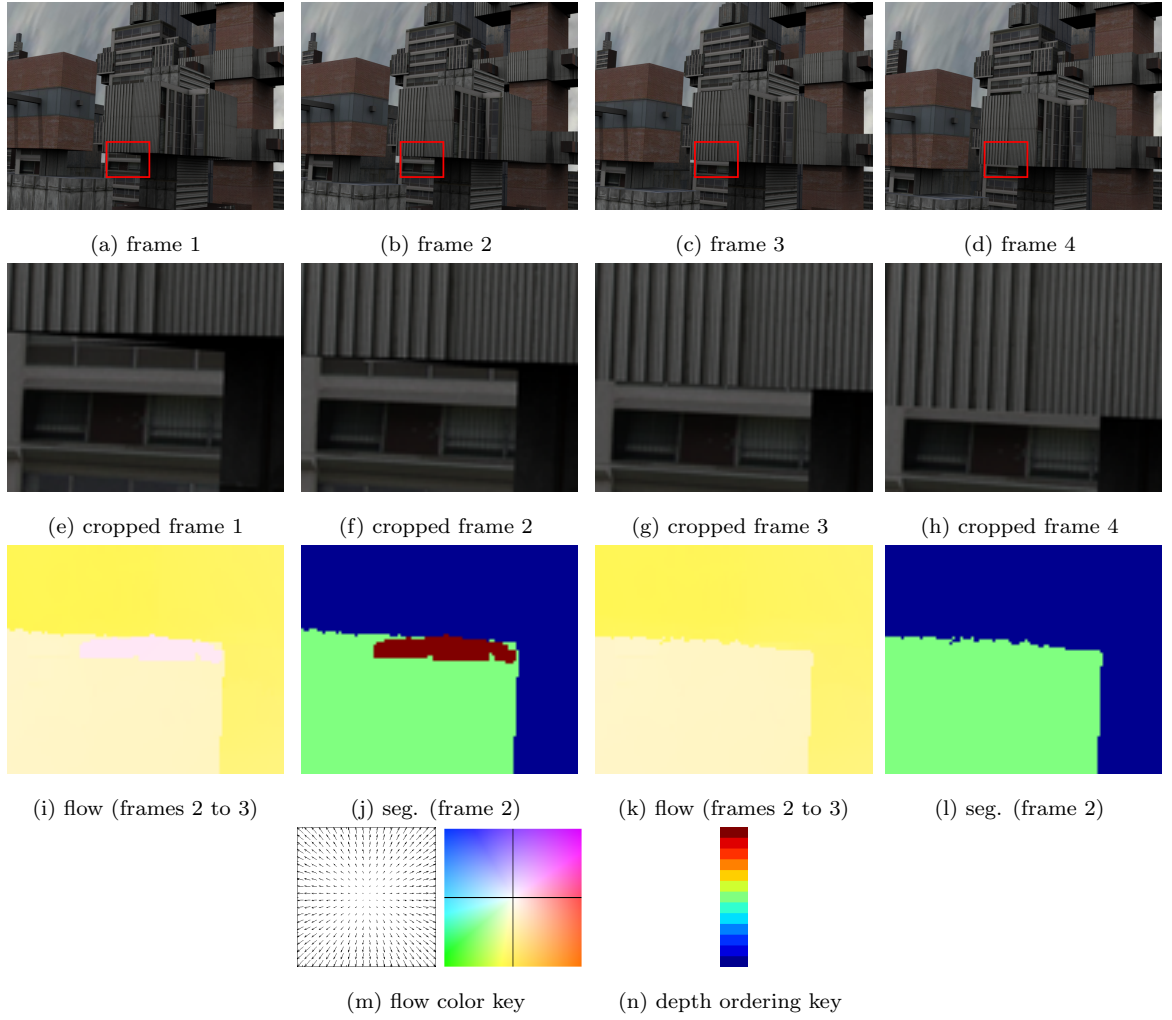 (a) frame 1
(b) frame 2
(c) frame 3
(d) frame 4
(e) cropped frame 1
(f) cropped frame 2
(g) cropped frame 3
(h) cropped frame 4
(i) flow (frames 2 to 3)
(j) seg. (frame 2)
(k) flow (frames 2 to 3)
(l) seg. (frame 2)
(m) flow color key
(n) depth ordering key